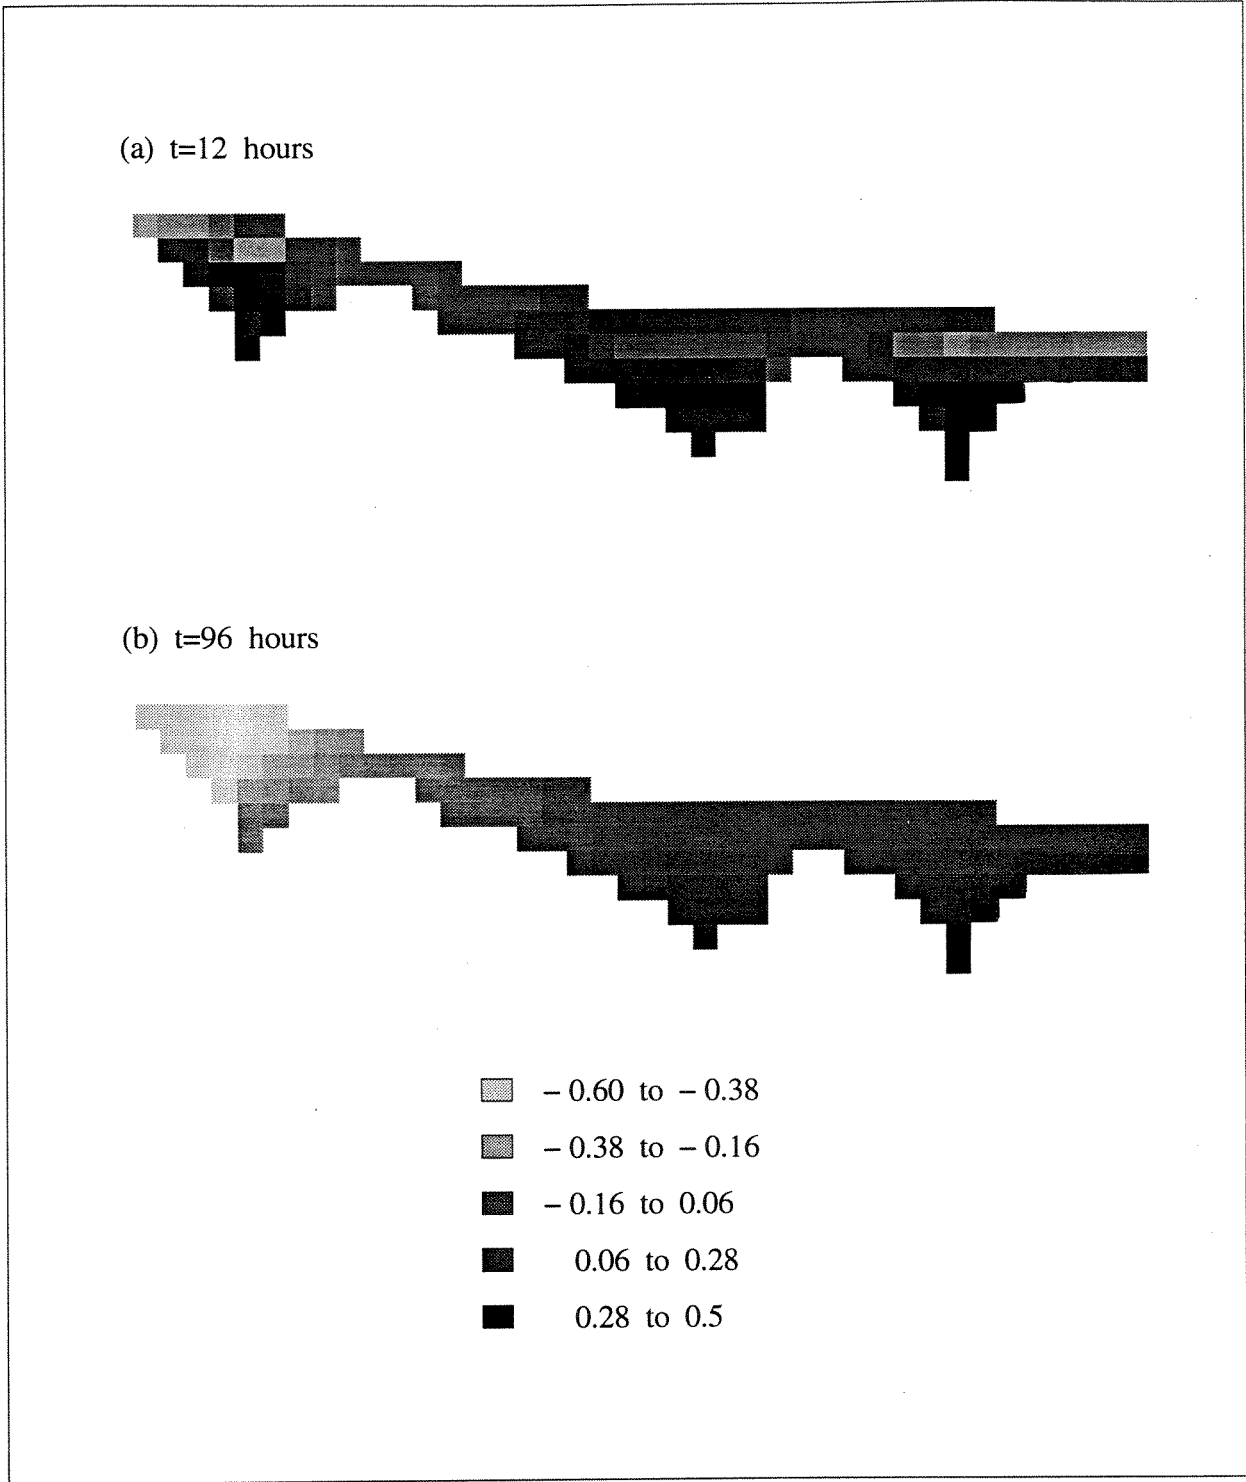 (a) t=12 hours
(b) t=96 hours
– 0.60 to – 0.38
– 0.38 to – 0.16
– 0.16 to 0.06
0.06 to 0.28
0.28 to 0.5